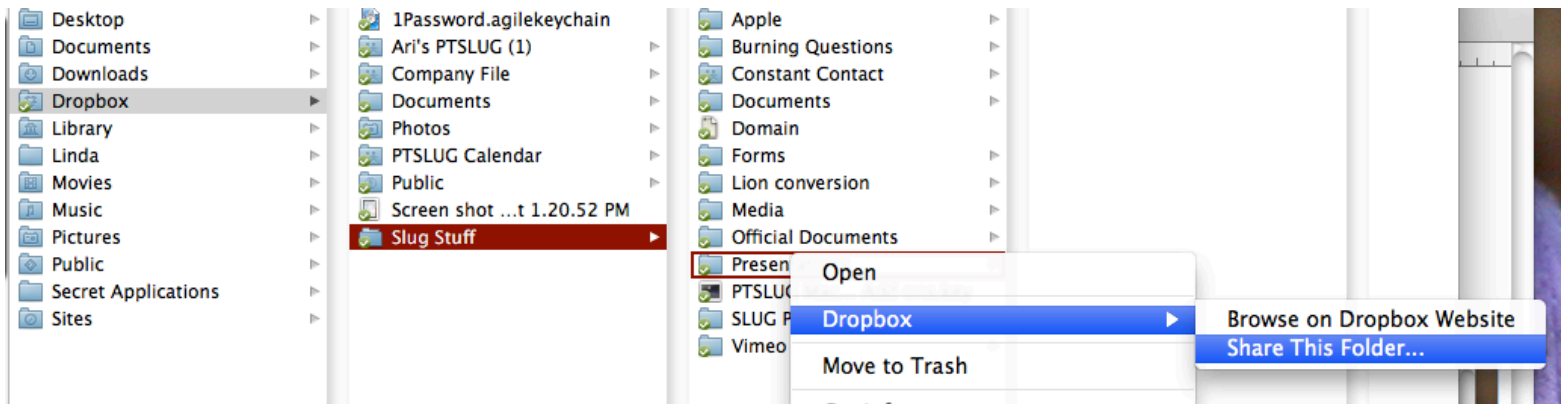 Desktop
Documents
Downloads
Dropbox
Library
Linda
Movies
Music
Pictures
Public
Secret Applications
Sites
1Password.agilekeychain
Ari's PTSLUG (1)
Company File
Documents
Photos
PTSLUG Calendar
Public
Screen shot ...t 1.20.52 PM
Slug Stuff
Apple
Burning Questions
Constant Contact
Documents
Domain
Forms
Lion conversion
Media
Official Documents
Presen
PTSLUG
SLUG P
Vimeo
Open
Dropbox
Move to Trash
Browse on Dropbox Website
Share This Folder...